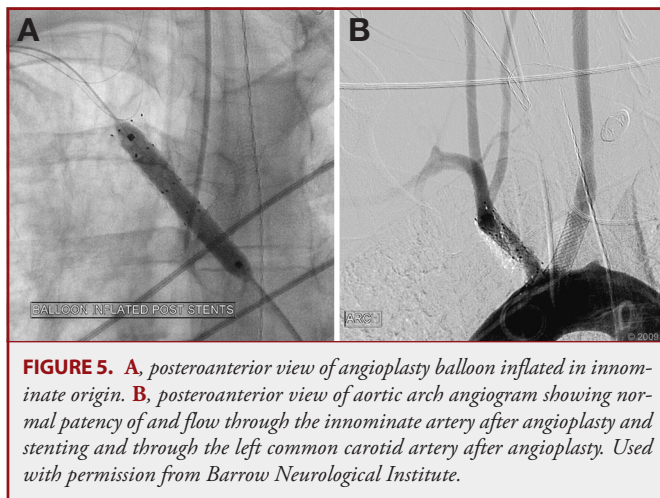 A
B
BALLOON INFLATED POST STENTS
ARCH
© 2009
FIGURE 5. A, posteroanterior view of angioplasty balloon inflated in innom-
inate origin. B, posteroanterior view of aortic arch angiogram showing nor-
mal patency of and flow through the innominate artery after angioplasty and
stenting and through the left common carotid artery after angioplasty. Used
with permission from Barrow Neurological Institute.